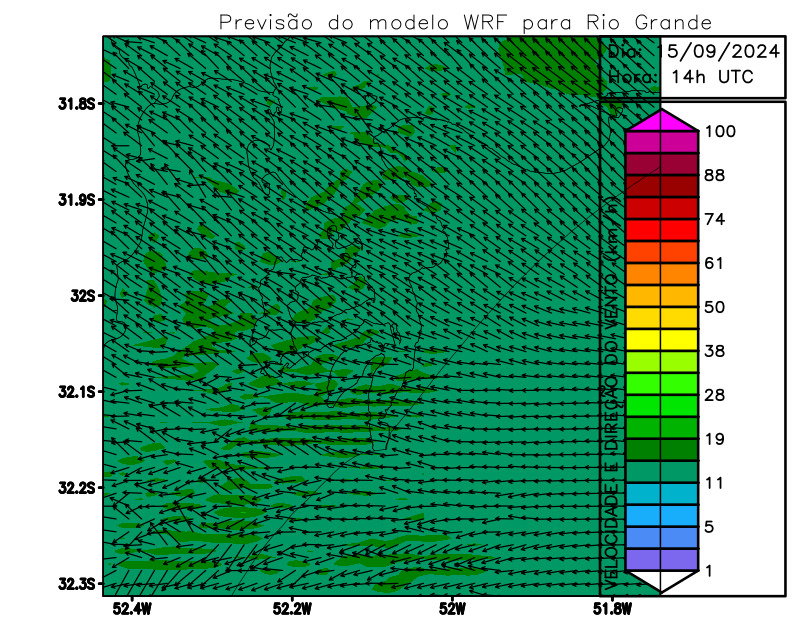 Previsão do modelo WRF para Rio Grande
Dia: 15/09/2024
Hora: 14h UTC
31.8S
31.9S
32S
32.1S
32.2S
32.3S
52.4W
52.2W
52W
51.8W
VELOCIDADE E DIREÇÃO DO VENTO (km/h)
100
88
74
61
50
38
28
19
11
5
1